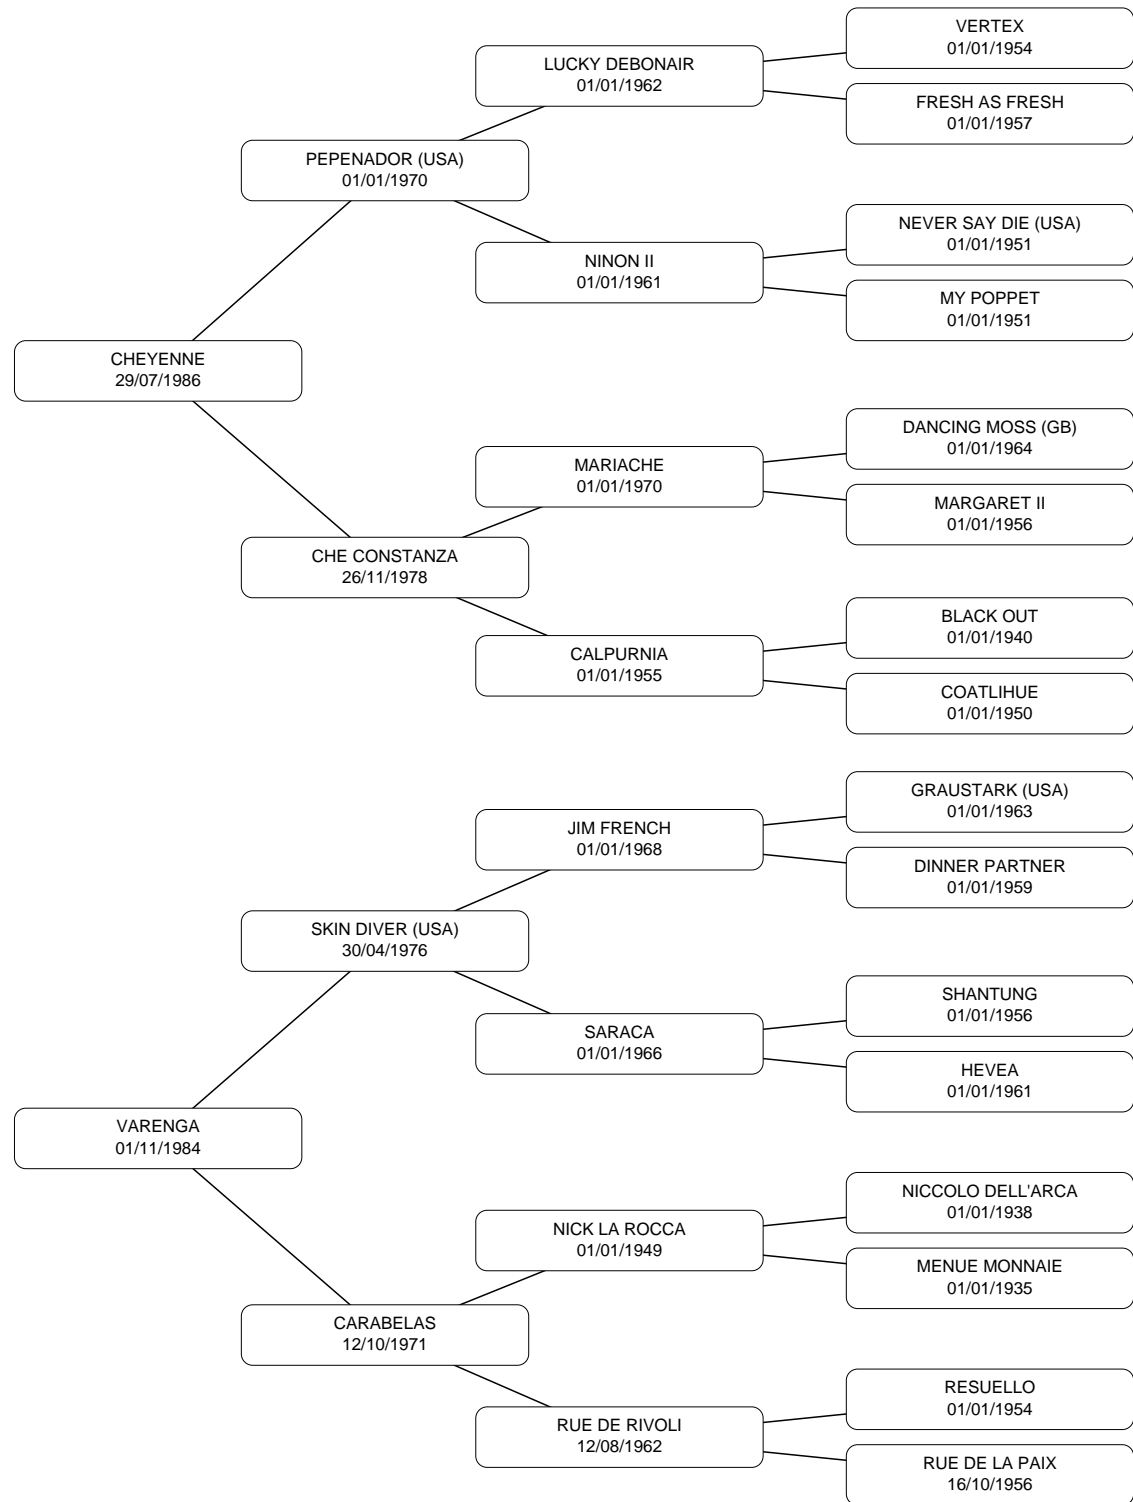 VERTEX
01/01/1954
LUCKY DEBONAIR
01/01/1962
FRESH AS FRESH
01/01/1957
PEPENADOR (USA)
01/01/1970
NEVER SAY DIE (USA)
01/01/1951
NINON II
01/01/1961
MY POPPET
01/01/1951
CHEYENNE
29/07/1986
DANCING MOSS (GB)
01/01/1964
MARIACHE
01/01/1970
MARGARET II
01/01/1956
CHE CONSTANZA
26/11/1978
BLACK OUT
01/01/1940
CALPURNIA
01/01/1955
COATLIHUE
01/01/1950
GRAUSTARK (USA)
01/01/1963
JIM FRENCH
01/01/1968
DINNER PARTNER
01/01/1959
SKIN DIVER (USA)
30/04/1976
SHANTUNG
01/01/1956
SARACA
01/01/1966
HEVEA
01/01/1961
VARENGA
01/11/1984
NICCOLO DELL'ARCA
01/01/1938
NICK LA ROCCA
01/01/1949
MENUE MONNAIE
01/01/1935
CARABELAS
12/10/1971
RESUELLO
01/01/1954
RUE DE RIVOLI
12/08/1962
RUE DE LA PAIX
16/10/1956